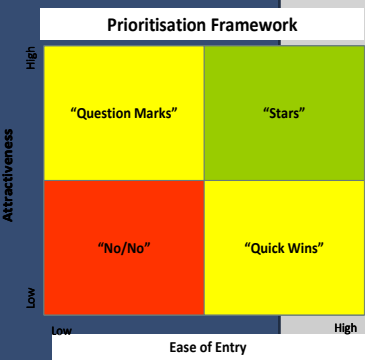 Prioritisation Framework
High
Attractiveness
Low
“Question Marks”
“Stars”
“No/No”
“Quick Wins”
Low
High
Ease of Entry